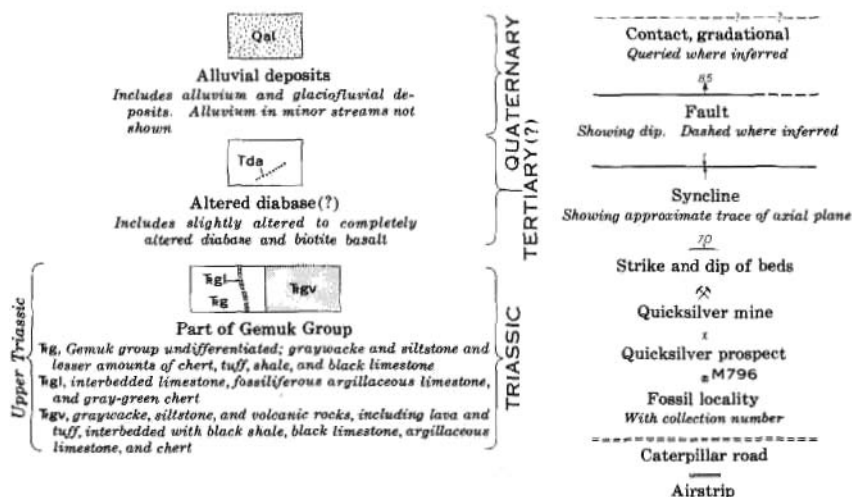 Qal
Alluvial deposits
Includes alluvium and glaciofluvial de-
posits. Alluvium in minor streams not
shown
QUATERNARY
Tda
Altered diabase(?)
Includes slightly altered to completely
altered diabase and biotite basalt
TERTIARY(?)
Upper Triassic
Ꞧgl
Ꞧg
Ꞧgv
Part of Gemuk Group
Ꞧg, Gemuk group undifferentiated; graywacke and siltstone and
lesser amounts of chert, tuff, shale, and black limestone
Ꞧgl, interbedded limestone, fossiliferous argillaceous limestone,
and gray-green chert
Ꞧgv, graywacke, siltstone, and volcanic rocks, including lava and
tuff, interbedded with black shale, black limestone, argillaceous
limestone, and chert
TRIASSIC
? ?
Contact, gradational
Queried where inferred
85
Fault
Showing dip. Dashed where inferred
Syncline
Showing approximate trace of axial plane
70
Strike and dip of beds
Quicksilver mine
x
Quicksilver prospect
M796
Fossil locality
With collection number
Caterpillar road
Airstrip